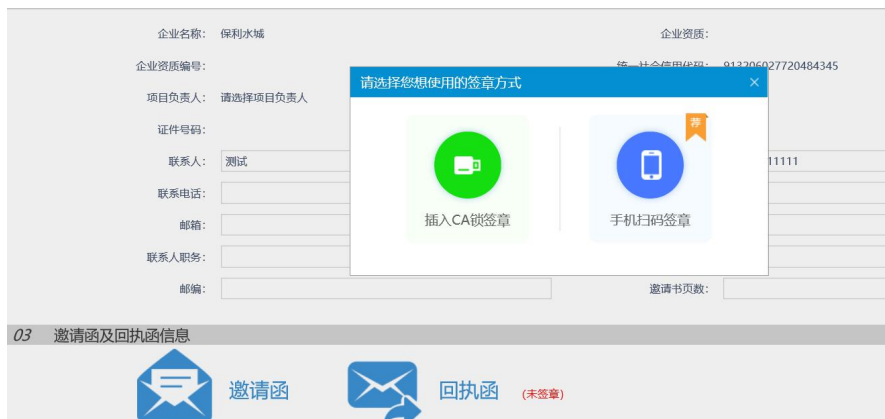 企业名称: 保利水城 企业资质:
企业资质编号: 统一社会信用代码: 913206027720484345
请选择您想使用的签章方式
项目负责人: 请选择项目负责人
荐
证件号码:
联系人: 测试 11111
联系电话:
插入CA锁签章 手机扫码签章
邮箱:
联系人职务:
邮编: 邀请书页数:
03 邀请函及回执函信息
邀请函 回执函 (未签章)